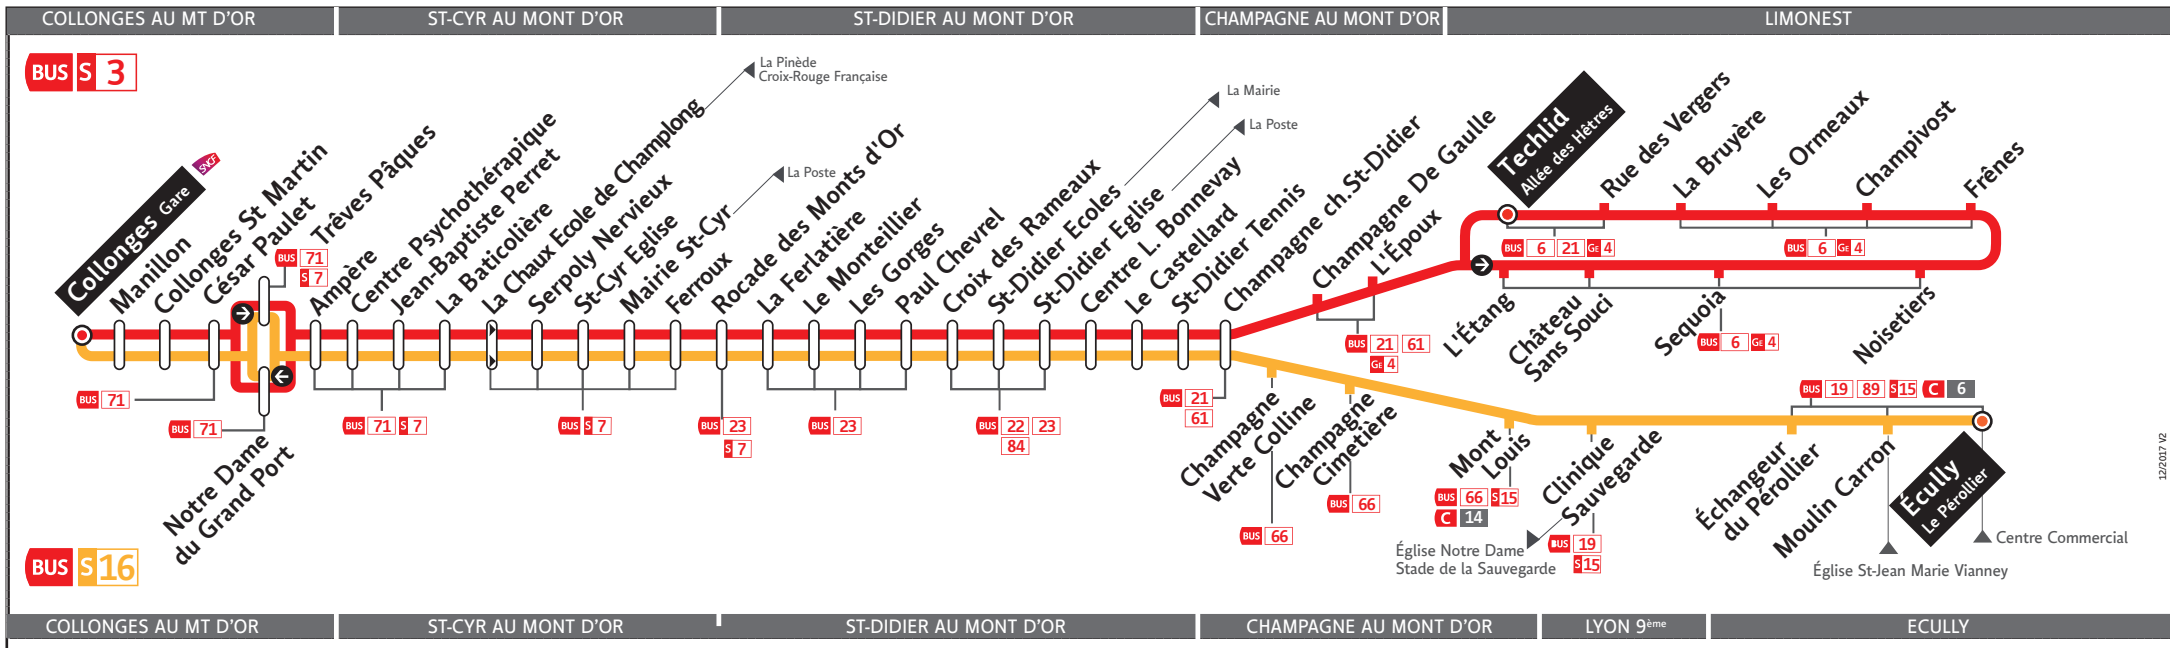 COLLONGES AU MT D'OR
ST-CYR AU MONT D'OR
ST-DIDIER AU MONT D'OR
CHAMPAGNE AU MONT D'OR
LIMONEST
BUS S 3
Collonges Gare
SNCF
Manillon
Collonges St Martin
César Paulet
Trêves Pâques
BUS 71
S 7
BUS 71
BUS 71
Notre Dame
du Grand Port
Ampère
Centre Psychothérapique
Jean-Baptiste Perret
La Baticolière
BUS 71 S 7
La Chaux Ecole de Champlong
La Pinède
Croix-Rouge Française
Serpoly Nervieux
St-Cyr Eglise
Mairie St-Cyr
La Poste
Ferroux
BUS S 7
Rocade des Monts d'Or
BUS 23
S 7
La Ferlatière
Le Monteillier
Les Gorges
Paul Chevrel
BUS 23
Croix des Rameaux
St-Didier Ecoles
La Mairie
St-Didier Eglise
La Poste
BUS 22 23
84
Centre L. Bonnevay
Le Castellard
St-Didier Tennis
Champagne ch.St-Didier
BUS 21
61
Champagne De Gaulle
L'Époux
BUS 21 61
GE 4
Techlid
Allée des Hêtres
Rue des Vergers
BUS 6 21 GE 4
La Bruyère
Les Ormeaux
Champivost
Frênes
BUS 6 GE 4
L'Étang
Château
Sans Souci
Sequoia
BUS 6 GE 4
Noisetiers
Champagne
Verte Colline
BUS 66
Champagne
Cimetière
BUS 66
Mont
Louis
BUS 66 S 15
C 14
Clinique
Sauvegarde
Église Notre Dame
Stade de la Sauvegarde
BUS 19
S 15
Échangeur
du Pérollier
Moulin Carron
Église St-Jean Marie Vianney
BUS 19 89 S 15 C 6
Écully
Le Pérollier
Centre Commercial
12/2017 V2
BUS S 16
COLLONGES AU MT D'OR
ST-CYR AU MONT D'OR
ST-DIDIER AU MONT D'OR
CHAMPAGNE AU MONT D'OR
LYON 9ème
ECULLY